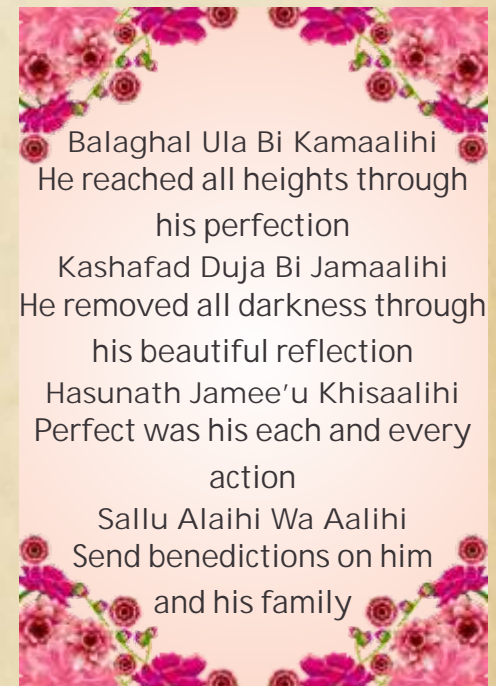 Balaghal Ula Bi Kamaalihi
He reached all heights through
his perfection
Kashafad Duja Bi Jamaalihi
He removed all darkness through
his beautiful reflection
Hasunath Jamee’u Khisaalihi
Perfect was his each and every
action
Sallu Alaihi Wa Aalihi
Send benedictions on him
and his family